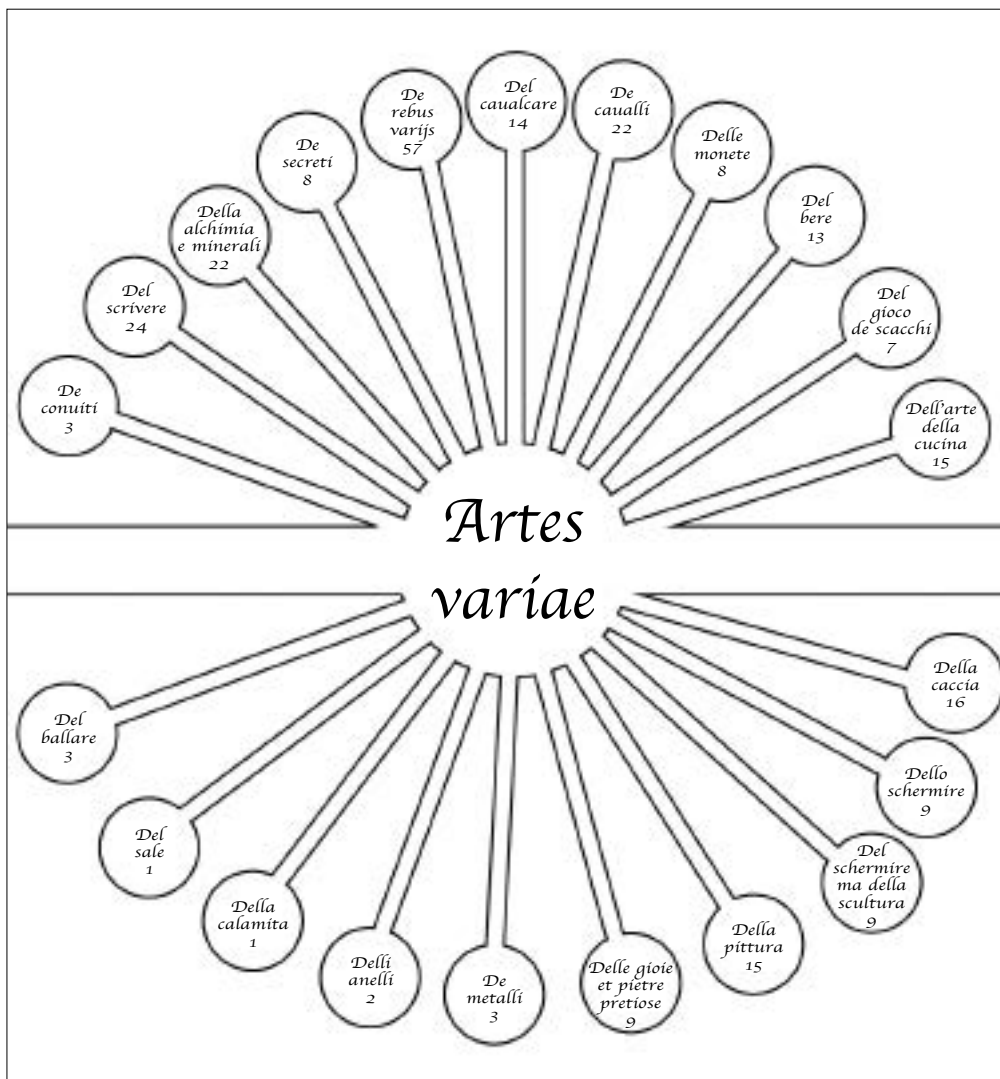 De
conuiti
3
Del
scrivere
24
Della
alchimia
e minerali
22
De
secreti
8
De
rebus
varijs
57
Del
caualcare
14
De
caualli
22
Delle
monete
8
Del
bere
13
Del
gioco
de scacchi
7
Dell'arte
della
cucina
15
Artes
variae
Del
ballare
3
Del
sale
1
Della
calamita
1
Delli
anelli
2
De
metalli
3
Delle gioie
et pietre
pretiose
9
Della
pittura
15
Del
schermire
ma della
scultura
9
Dello
schermire
9
Della
caccia
16